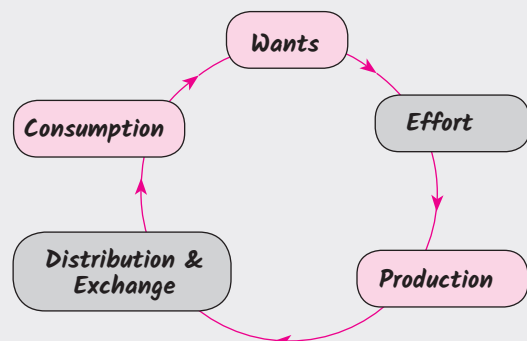 Wants
Effort
Production
Distribution &
Exchange
Consumption